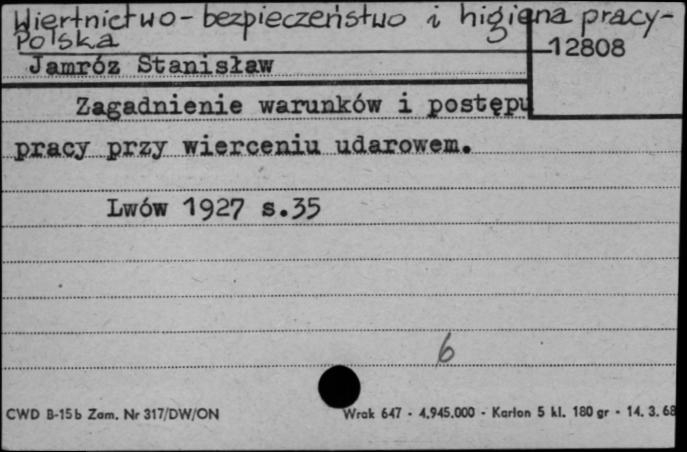 Wiertnictwo - bezpieczeństwo i higiena pracy -
Polska
12808
Jamróz Stanisław
Zagadnienie warunków i postępu
pracy przy wierceniu udarowem.
Lwów 1927 s.35
6
CWD B-15b Zam. Nr 317/DW/ON Wrak 647 - 4.945.000 - Karton 5 kl. 180 gr - 14. 3. 68